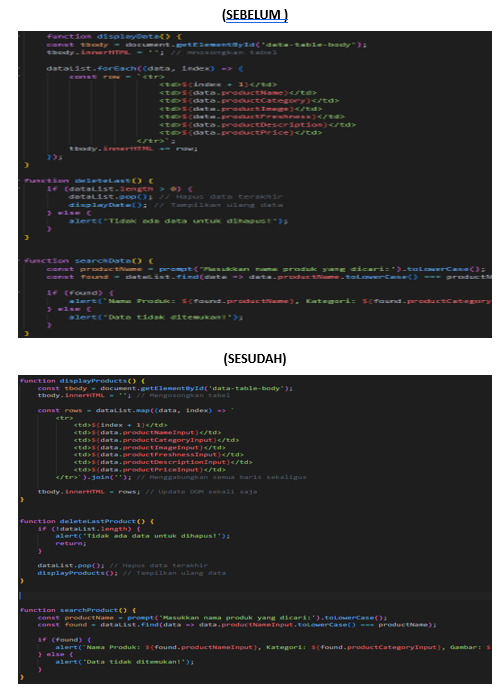 (SEBELUM )
function displayData() {
const tbody = document.getElementById('data-table-body');
tbody.innerHTML = ''; // mnosongkan tabel
dataList.forEach((data, index) => {
const row = `<tr>
<td>${index + 1}</td>
<td>${data.productName}</td>
<td>${data.productCategory}</td>
<td>${data.productImage}</td>
<td>${data.productFreshness}</td>
<td>${data.productDescription}</td>
<td>${data.productPrice}</td>
</tr>`;
tbody.innerHTML += row;
});
}
function deleteLast() {
if (dataList.length > 0) {
dataList.pop(); // Hapus data terakhir
displayData(); // Tampilkan ulang data
} else {
alert('Tidak ada data untuk dihapus!');
}
}
function searchData() {
const productName = prompt('Masukkan nama produk yang dicari:').toLowerCase();
const found = dataList.find(data => data.productName.toLowerCase() === productN
if (found) {
alert(`Nama Produk: ${found.productName}, Kategori: ${found.productCategory
} else {
alert('Data tidak ditemukan!');
}
}
(SESUDAH)
function displayProducts() {
const tbody = document.getElementById('data-table-body');
tbody.innerHTML = ''; // Mengosongkan tabel
const rows = dataList.map((data, index) => `
<tr>
<td>${index + 1}</td>
<td>${data.productNameInput}</td>
<td>${data.productCategoryInput}</td>
<td>${data.productImageInput}</td>
<td>${data.productFreshnessInput}</td>
<td>${data.productDescriptionInput}</td>
<td>${data.productPriceInput}</td>
</tr>`).join(''); // Menggabungkan semua baris sekaligus
tbody.innerHTML = rows; // Update DOM sekali saja
}
function deleteLastProduct() {
if (!dataList.length) {
alert('Tidak ada data untuk dihapus!');
return;
}
dataList.pop(); // Hapus data terakhir
displayProducts(); // Tampilkan ulang data
}
function searchProduct() {
const productName = prompt('Masukkan nama produk yang dicari:').toLowerCase();
const found = dataList.find(data => data.productNameInput.toLowerCase() === productName);
if (found) {
alert(`Nama Produk: ${found.productNameInput}, Kategori: ${found.productCategoryInput}, Gambar: $
} else {
alert('Data tidak ditemukan!');
}
}